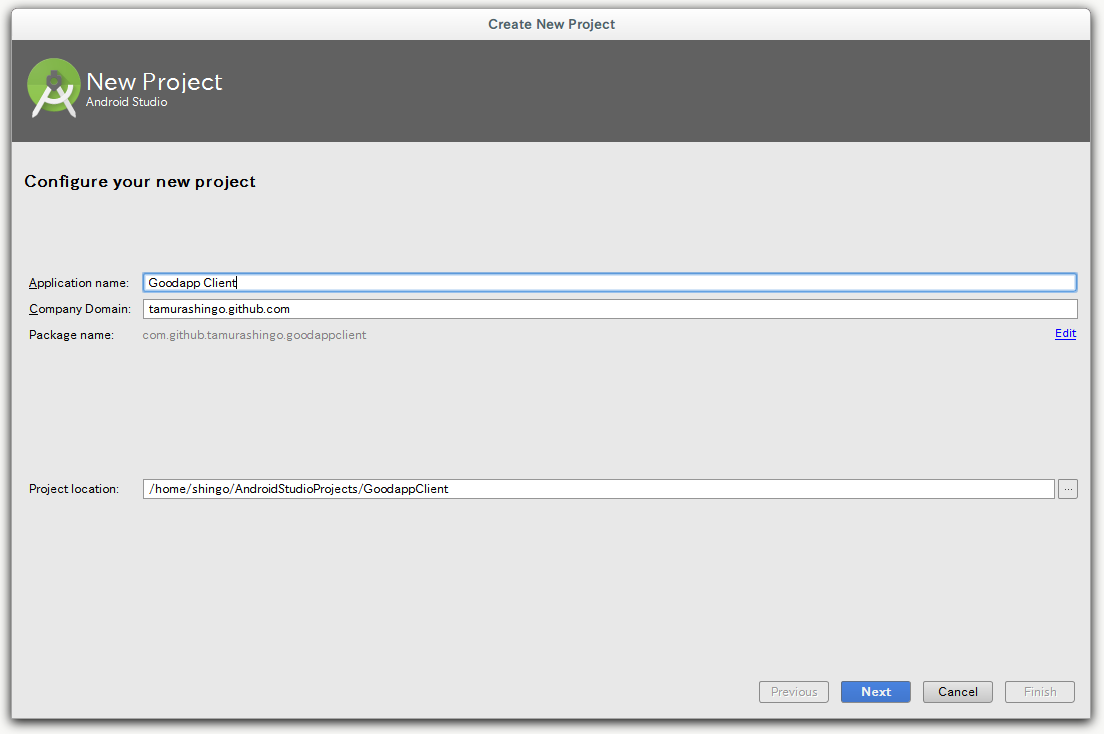 Create New Project
New Project
Android Studio
Configure your new project
Application name: Goodapp Client
Company Domain: tamurashingo.github.com
Package name: com.github.tamurashingo.goodappclient Edit
Project location: /home/shingo/AndroidStudioProjects/GoodappClient ...
Previous Next Cancel Finish